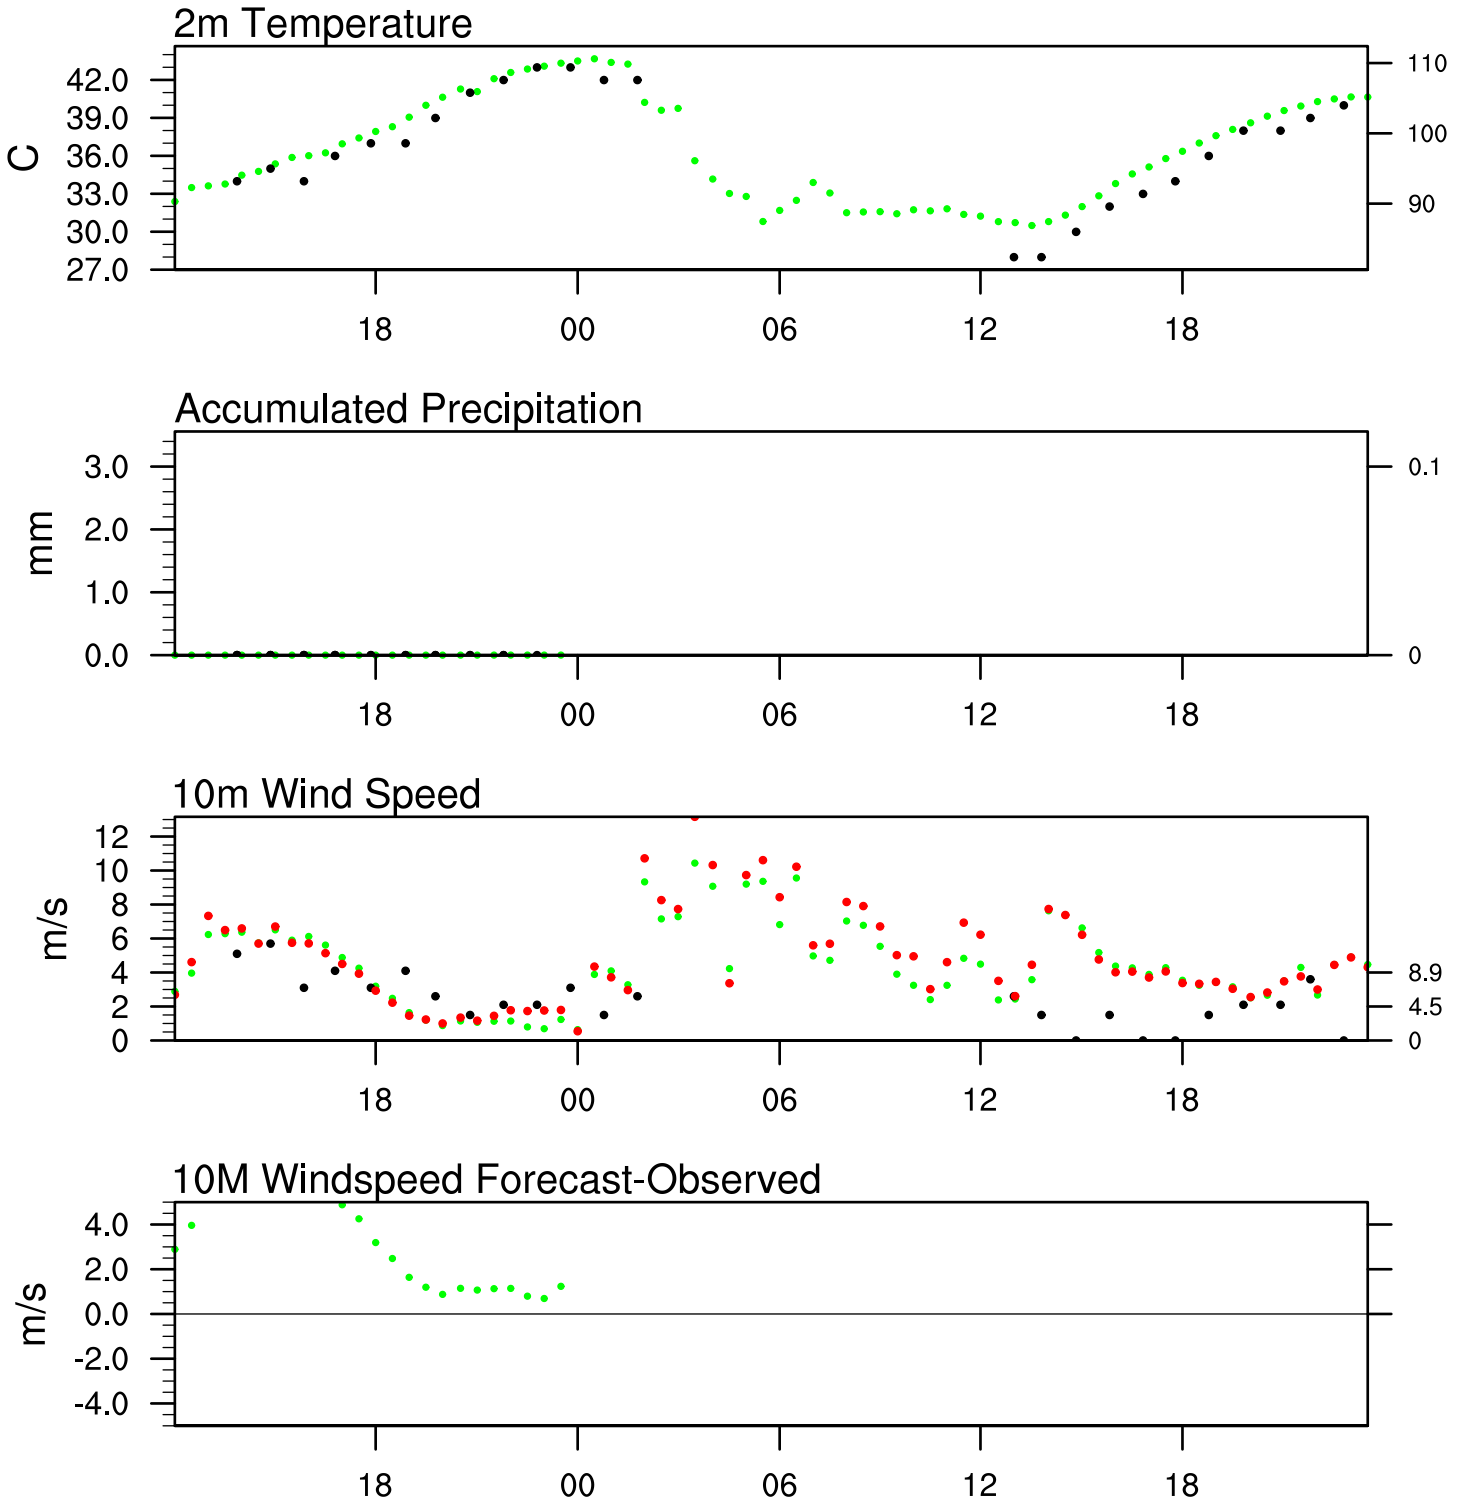 2m Temperature
42.0
39.0
36.0
33.0
30.0
27.0
C
110
100
90
18 00 06 12 18
Accumulated Precipitation
3.0
2.0
1.0
0.0
mm
0.1
0
18 00 06 12 18
10m Wind Speed
12
10
8
6
4
2
0
m/s
8.9
4.5
0
18 00 06 12 18
10M Windspeed Forecast-Observed
4.0
2.0
0.0
-2.0
-4.0
m/s
18 00 06 12 18